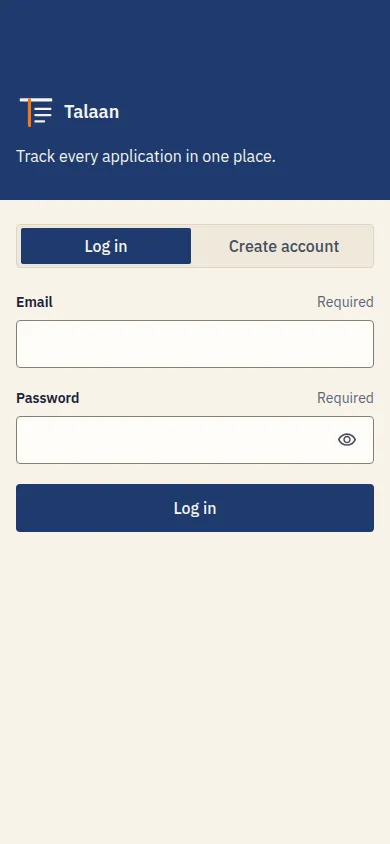 Talaan
Track every application in one place.
Log in
Create account
Email
Required
Password
Required
Log in